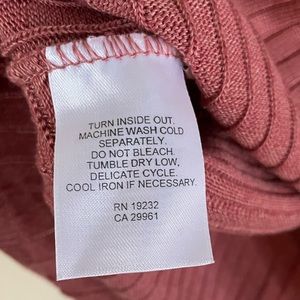 TURN INSIDE OUT.
MACHINE WASH COLD
SEPARATELY.
DO NOT BLEACH.
TUMBLE DRY LOW,
DELICATE CYCLE.
COOL IRON IF NECESSARY.
RN 19232
CA 29961